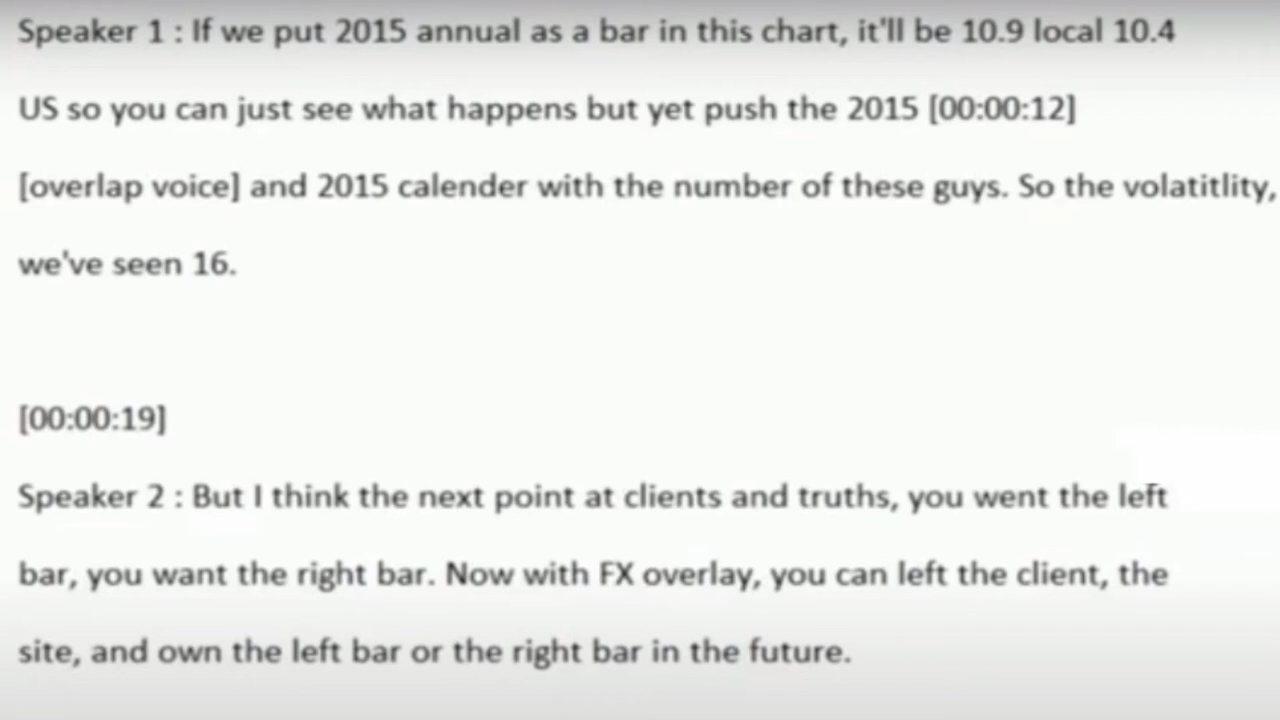 Speaker 1 : If we put 2015 annual as a bar in this chart, it'll be 10.9 local 10.4
US so you can just see what happens but yet push the 2015 [00:00:12]
[overlap voice] and 2015 calender with the number of these guys. So the volatitlity,
we've seen 16.
[00:00:19]
Speaker 2 : But I think the next point at clients and truths, you went the left
bar, you want the right bar. Now with FX overlay, you can left the client, the
site, and own the left bar or the right bar in the future.